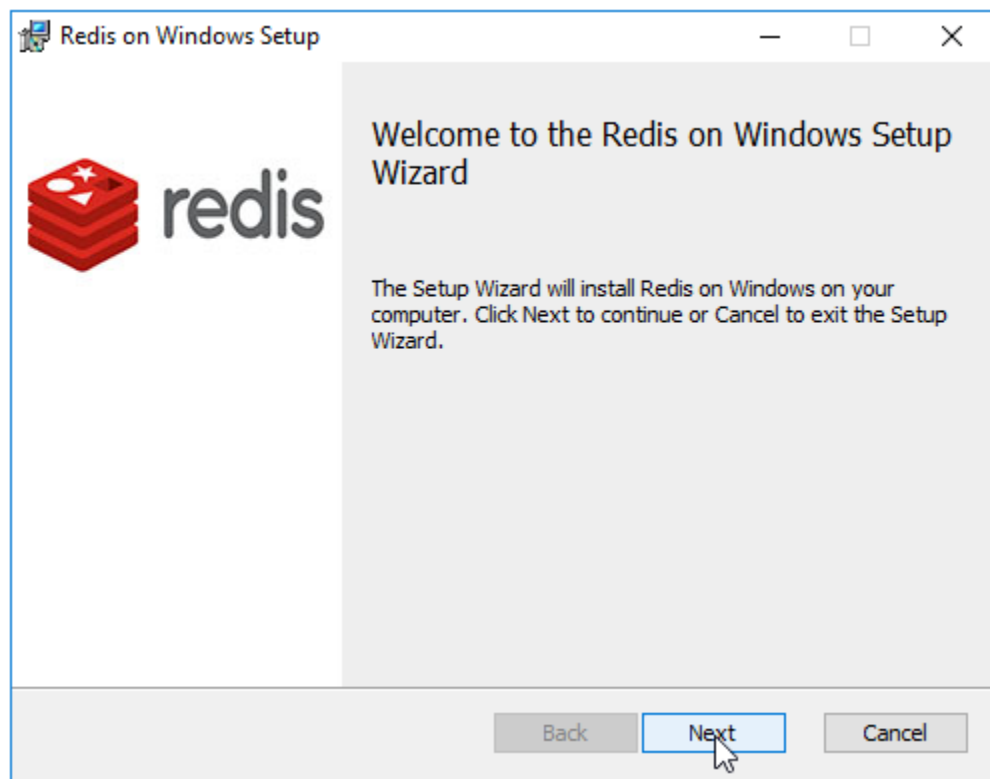 Redis on Windows Setup
redis
Welcome to the Redis on Windows Setup
Wizard
The Setup Wizard will install Redis on Windows on your
computer. Click Next to continue or Cancel to exit the Setup
Wizard.
Back Next Cancel